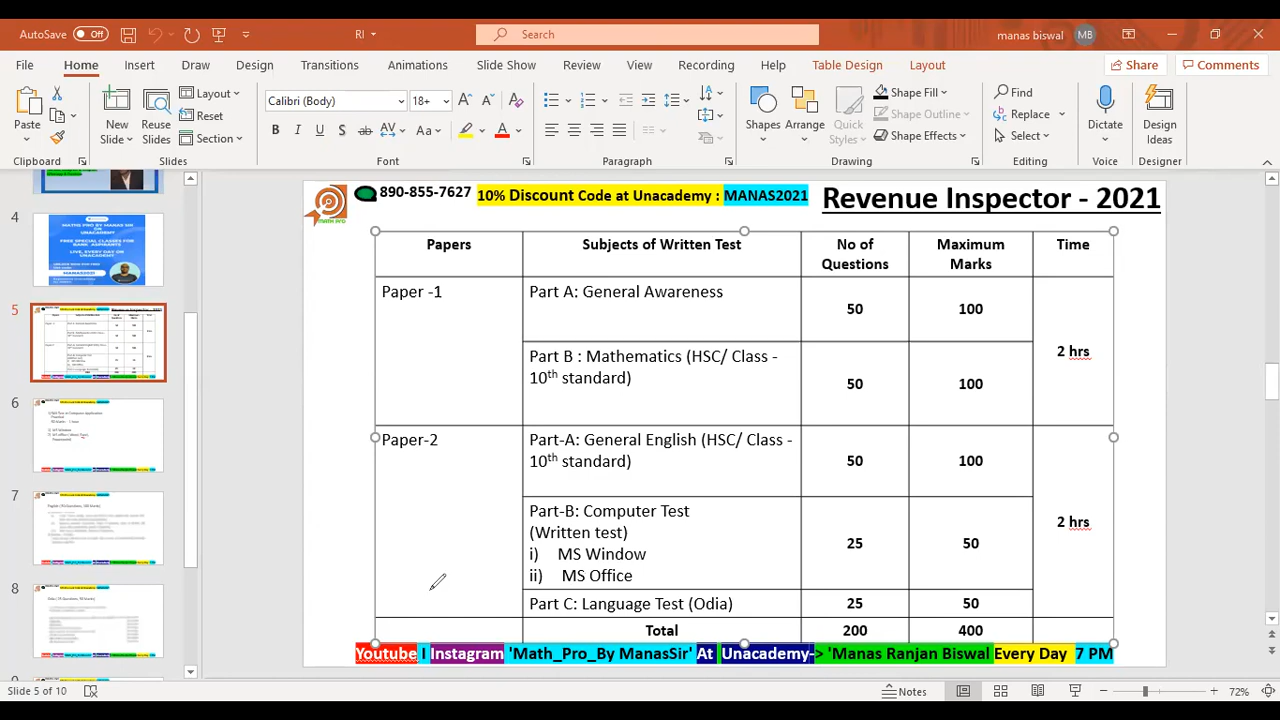 AutoSave Off
RI
Search
manas biswal MB
File Home Insert Draw Design Transitions Animations Slide Show Review View Recording Help Table Design Layout Share Comments
Paste
Clipboard
New Slide
Reuse Slides
Layout
Reset
Section
Slides
Calibri (Body) 18+
Font
Paragraph
Shapes
Arrange
Quick Styles
Shape Fill
Shape Outline
Shape Effects
Drawing
Find
Replace
Select
Editing
Dictate
Voice
Design Ideas
Designer
4
5
6
7
8
890-855-7627 10% Discount Code at Unacademy : MANAS2021 Revenue Inspector - 2021
Papers Subjects of Written Test No of Questions Maximum Marks Time
Paper -1 Part A: General Awareness 50 100
2 hrs
Part B : Mathematics (HSC/ Class -
10th standard) 50 100
Paper-2 Part-A: General English (HSC/ Class -
10th standard) 50 100
Part-B: Computer Test
(Written test) 2 hrs
i) MS Window 25 50
ii) MS Office
Part C: Language Test (Odia) 25 50
Total 200 400
Youtube I Instagram 'Math_Pro_By ManasSir' At Unacademy-> 'Manas Ranjan Biswal Every Day 7 PM
Slide 5 of 10 Notes 72%